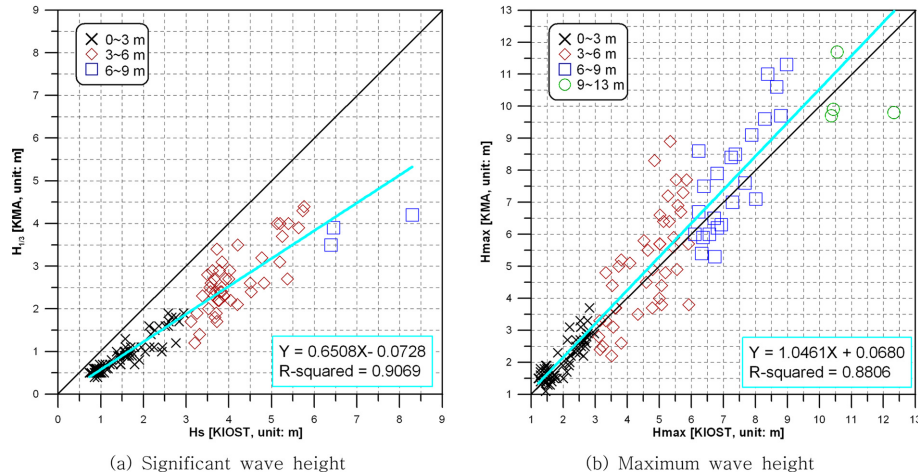 9
8
7
6
5
4
3
2
1
0
0 1 2 3 4 5 6 7 8 9
H1/3 [KMA, unit: m]
Hs [KIOST, unit: m]
0~3 m
3~6 m
6~9 m
Y = 0.6508X- 0.0728
R-squared = 0.9069
(a) Significant wave height
13
12
11
10
9
8
7
6
5
4
3
2
1
1 2 3 4 5 6 7 8 9 10 11 12 13
Hmax [KMA, unit: m]
Hmax [KIOST, unit: m]
0~3 m
3~6 m
6~9 m
9~13 m
Y = 1.0461X + 0.0680
R-squared = 0.8806
(b) Maximum wave height